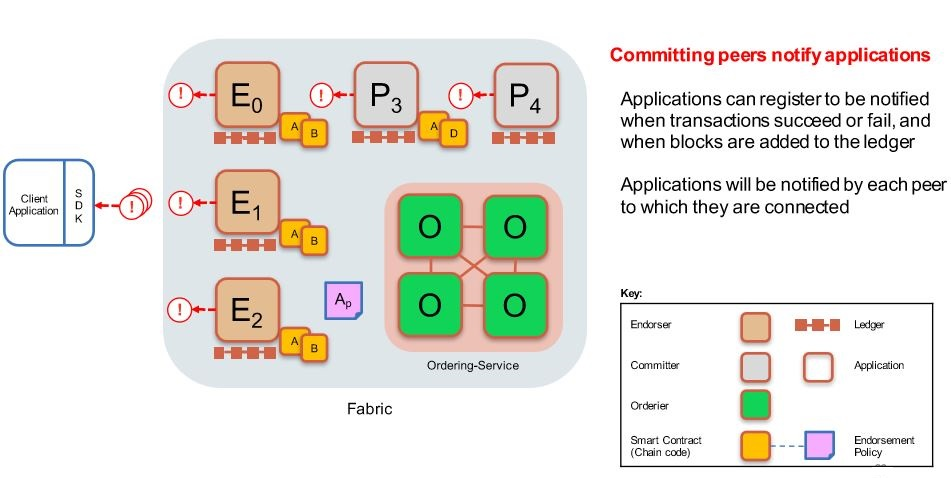 Committing peers notify applications
Applications can register to be notified
when transactions succeed or fail, and
when blocks are added to the ledger
Applications will be notified by each peer
to which they are connected
! E0 A B
! P3 A D
! P4
Client
Application
S
D
K
!
! E1 A B
! E2 A B
Ap
O O
O O
Ordering-Service
Fabric
Key:
Endorser
Ledger
Committer
Application
Orderier
Smart Contract
(Chain code)
Endorsement
Policy